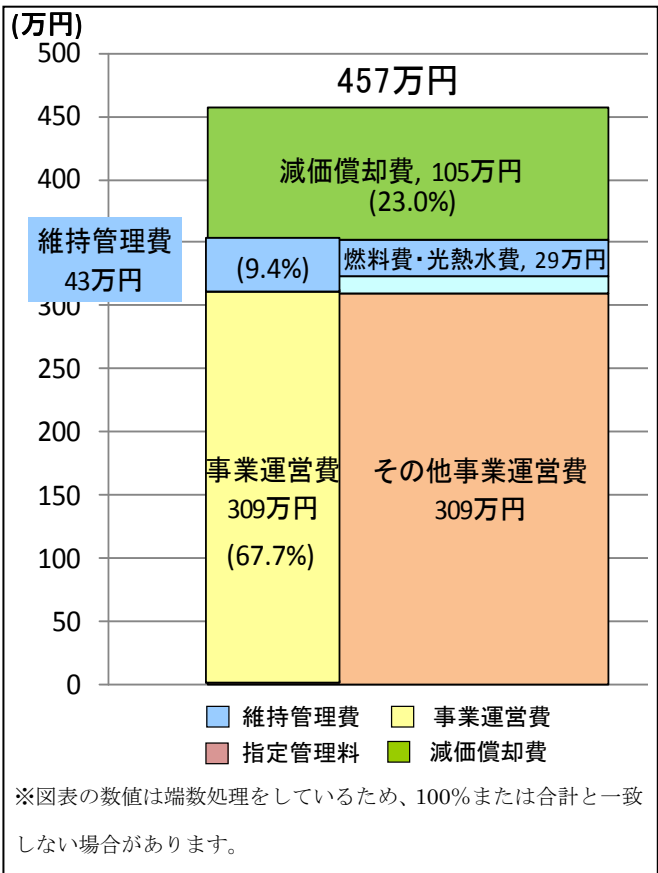 (万円)
500
457万円
450
減価償却費, 105万円
400
(23.0%)
維持管理費
43万円
(9.4%)
燃料費・光熱水費, 29万円
300
250
200
事業運営費
309万円
(67.7%)
その他事業運営費
309万円
150
100
50
0
維持管理費
事業運営費
指定管理料
減価償却費
※図表の数値は端数処理をしているため、100%または合計と一致
しない場合があります。